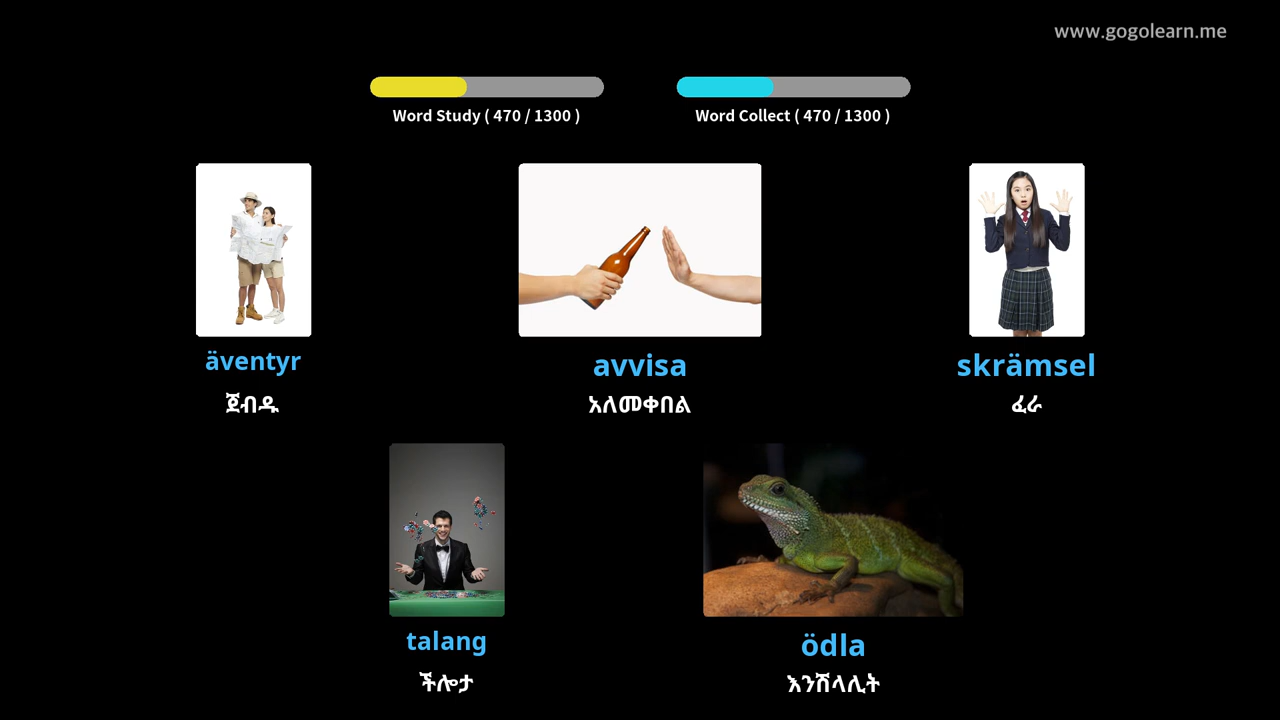 www.gogolearn.me
Word Study ( 470 / 1300 )
Word Collect ( 470 / 1300 )
äventyr
ጀብዱ
avvisa
አለመቀበል
skrämsel
ፈራ
talang
ችሎታ
ödla
እንሽላሊት